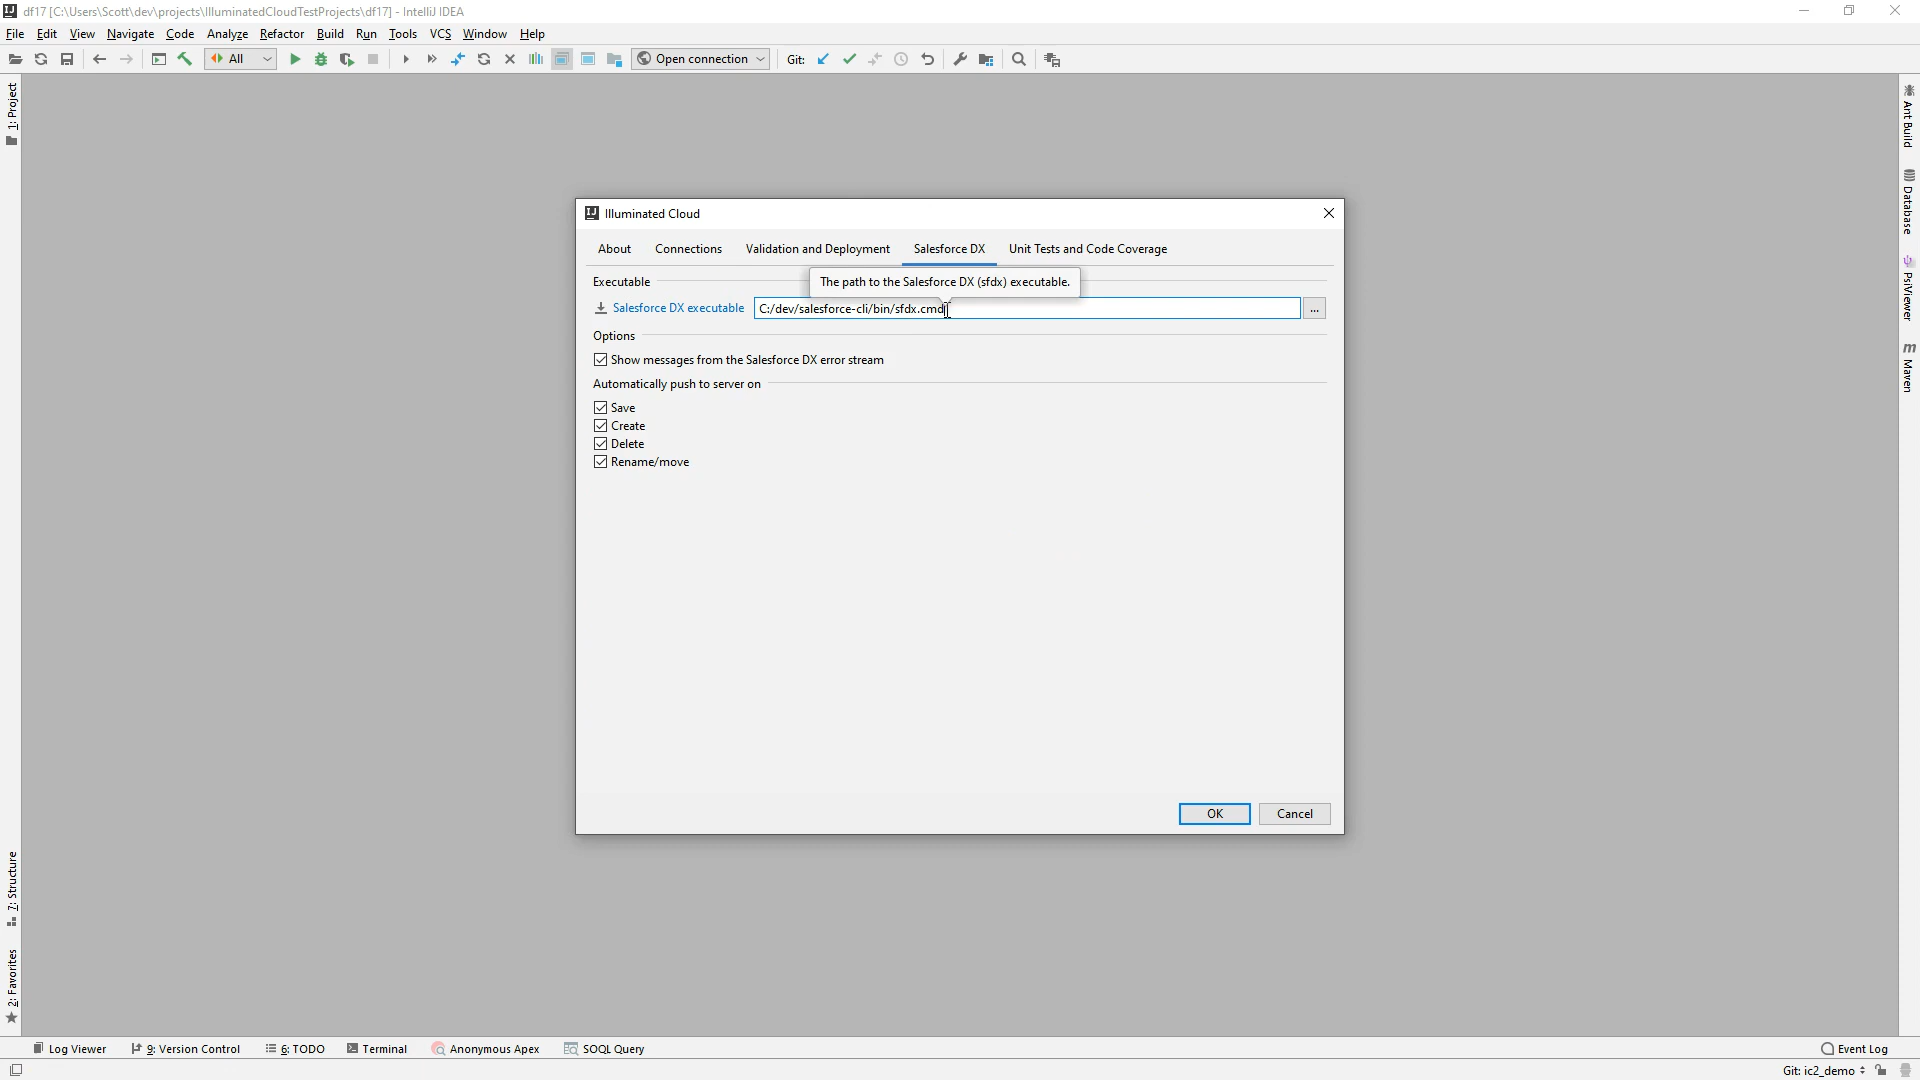 df17 [C:\Users\Scott\dev\projects\IlluminatedCloudTestProjects\df17] - IntelliJ IDEA
File Edit View Navigate Code Analyze Refactor Build Run Tools VCS Window Help
All Open connection Git:
1: Project
Ant Build
Database
PsiViewer
m Maven
Illuminated Cloud
About Connections Validation and Deployment Salesforce DX Unit Tests and Code Coverage
Executable
The path to the Salesforce DX (sfdx) executable.
Salesforce DX executable C:/dev/salesforce-cli/bin/sfdx.cmd ...
Options
Show messages from the Salesforce DX error stream
Automatically push to server on
Save
Create
Delete
Rename/move
OK Cancel
7: Structure
2: Favorites
Log Viewer 9: Version Control 6: TODO Terminal Anonymous Apex SOQL Query Event Log
Git: ic2_demo